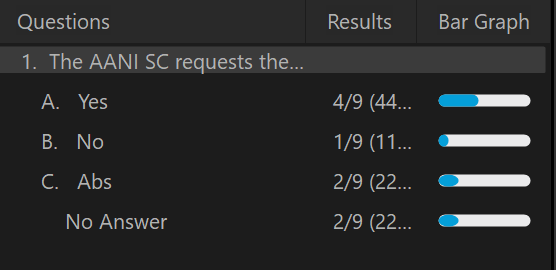 Questions Results Bar Graph
1. The AANI SC requests the...
A. Yes 4/9 (44...
B. No 1/9 (11...
C. Abs 2/9 (22...
No Answer 2/9 (22...